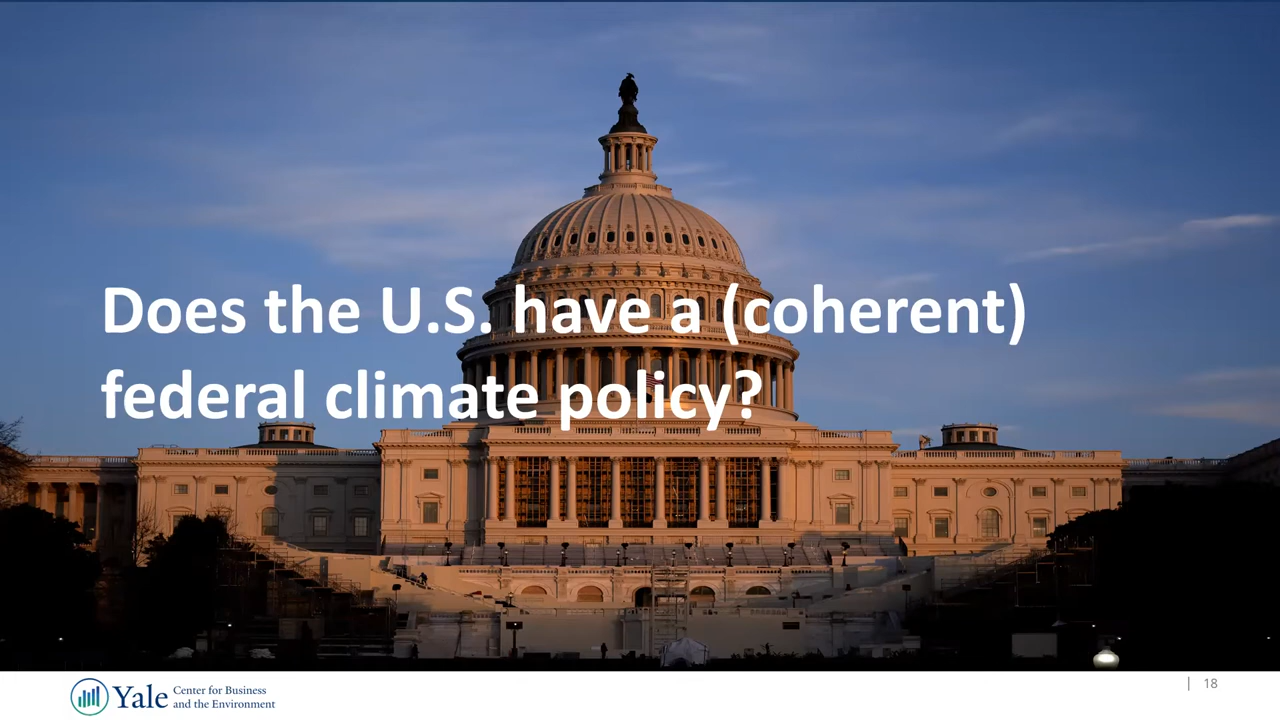 Does the U.S. have a (coherent)
federal climate policy?
Yale Center for Business
and the Environment
| 18